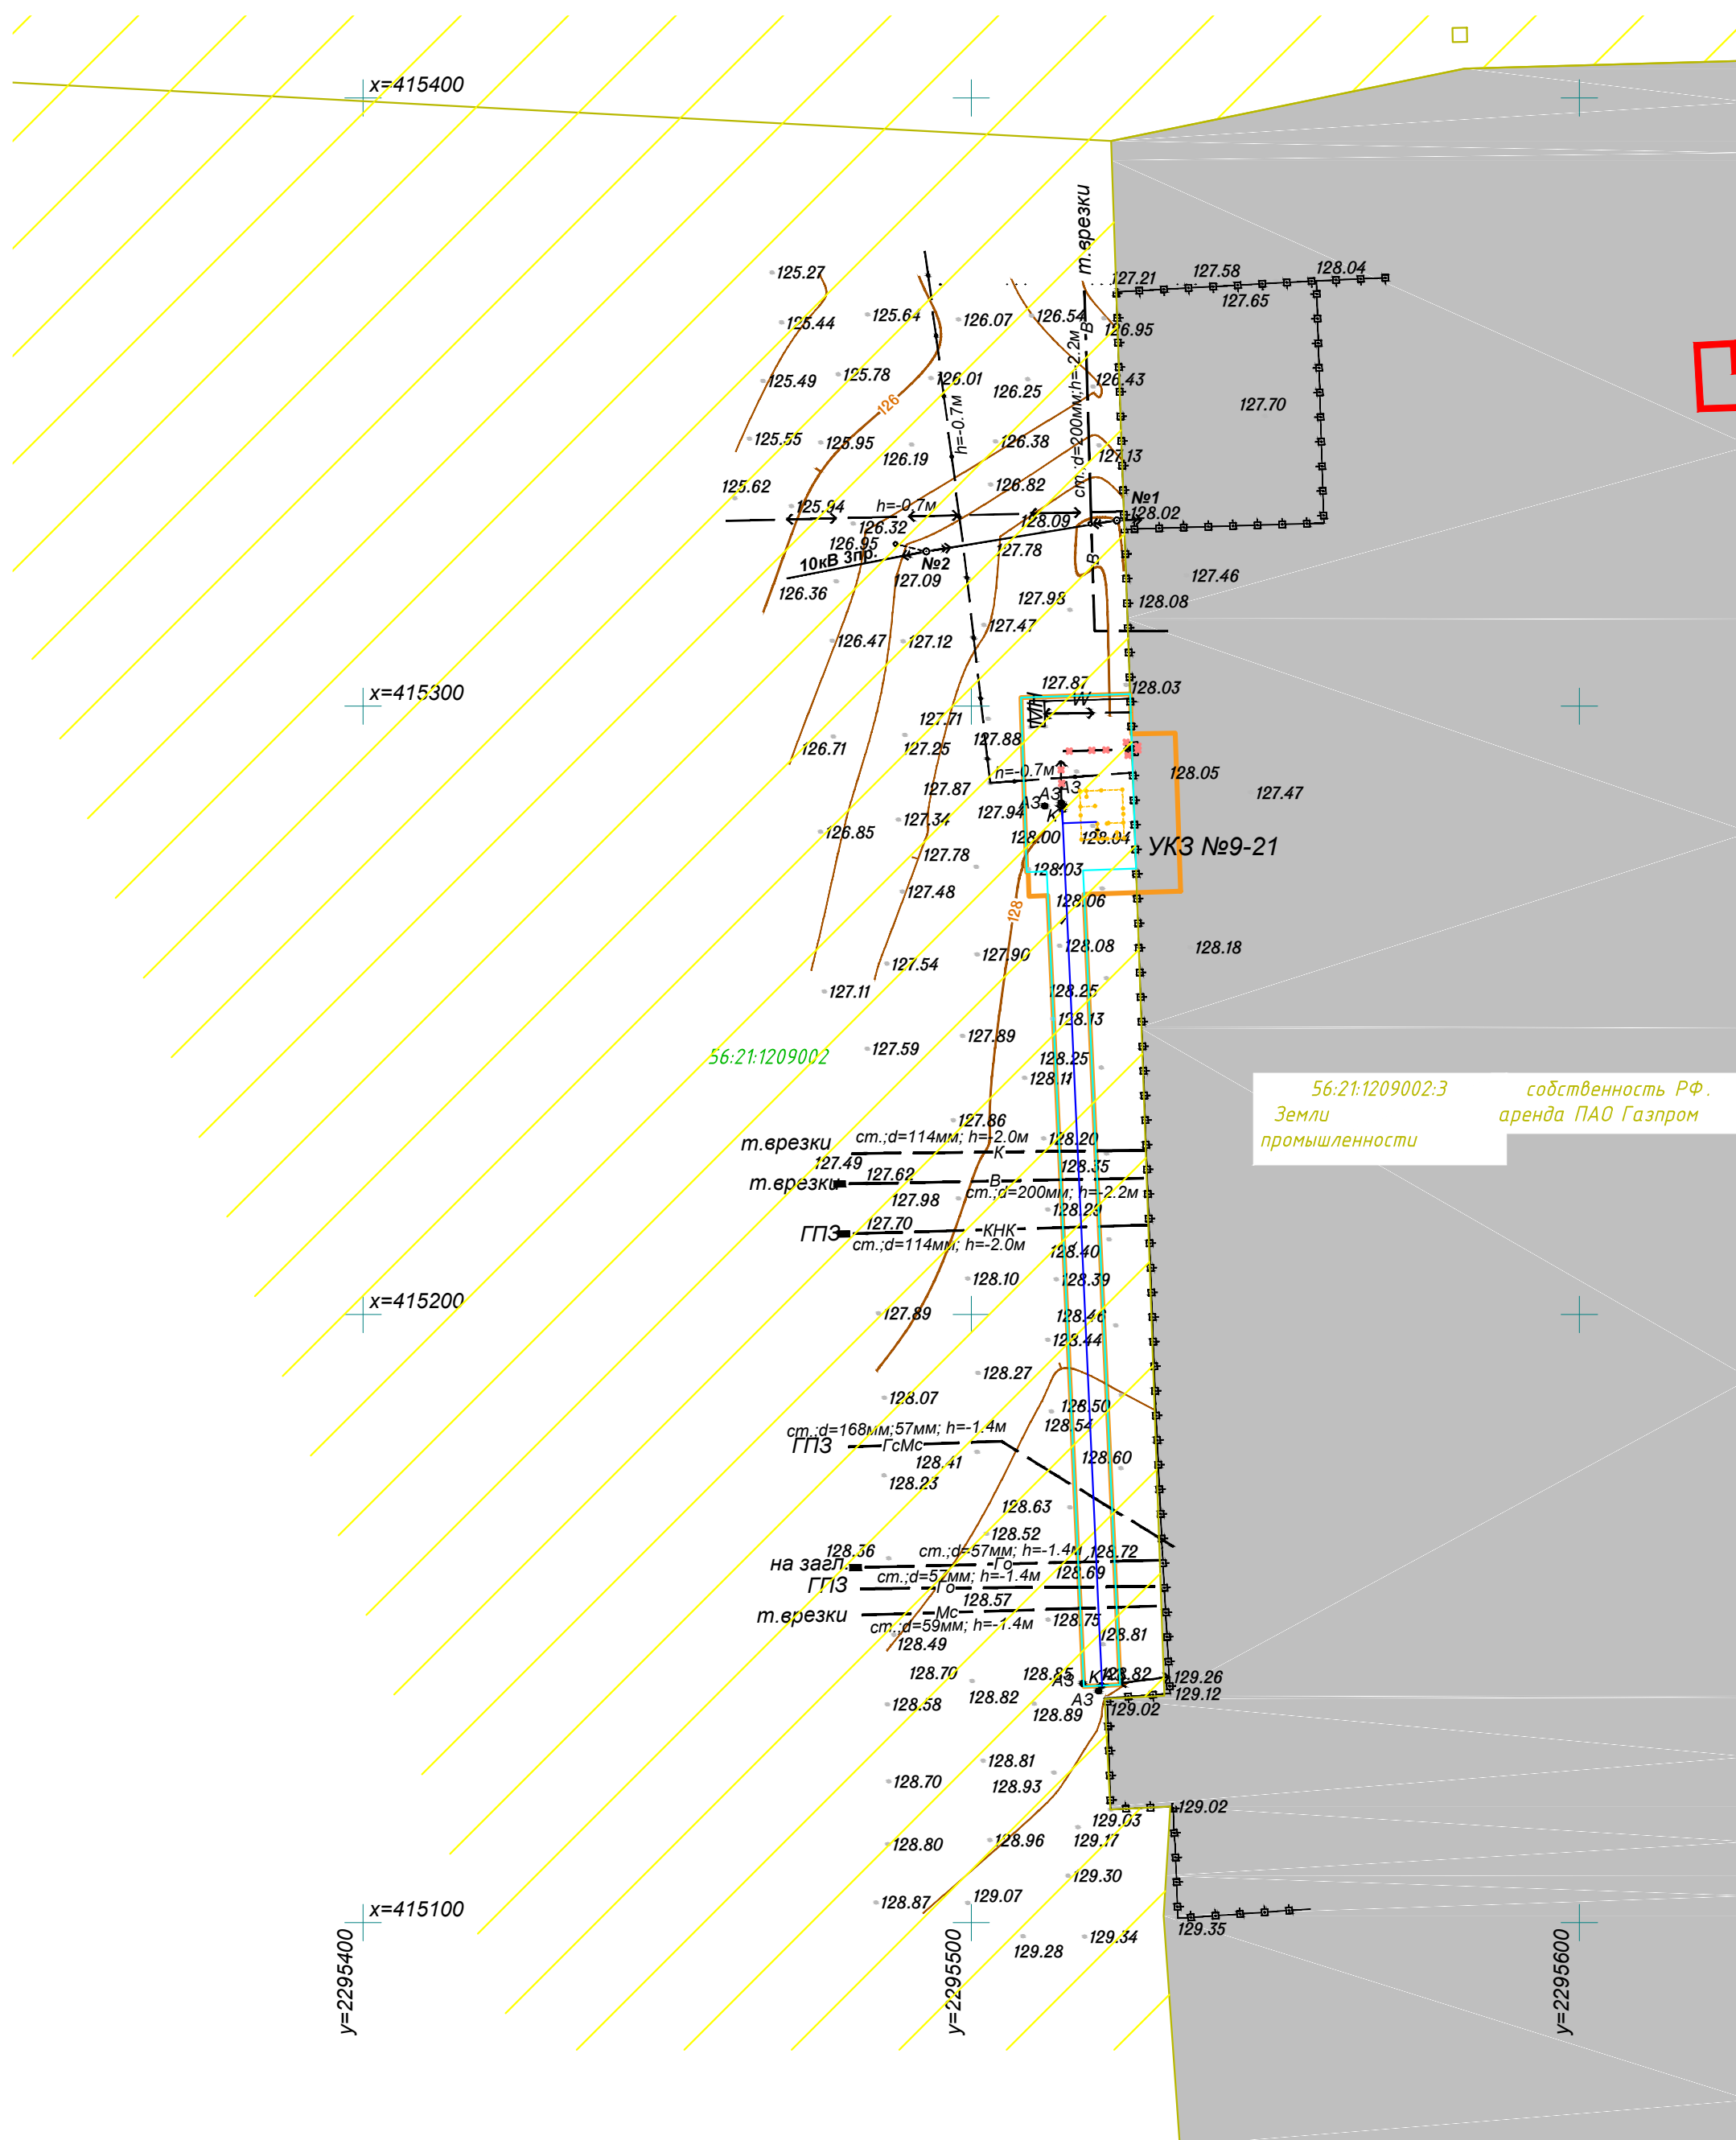 x=415400
т.врезки
125.27
127.21
127.58
128.04
127.65
125.44
125.64
126.07
126.54
126.95
В
125.49
125.78
126.01
126.25
126.43
126
127.70
h=-0.7м
ст.;d=200мм;h=-2.2м
125.55
125.95
126.19
126.38
127.13
125.62
126.82
№1
125.94
h=-0.7м
128.09
128.02
126.32
126.95
127.78
10кВ 3пр.
№2
В
126.36
127.09
127.46
127.98
128.08
126.47
127.12
127.47
x=415300
127.87
128.03
МП
W
127.71
126.71
127.25
127.88
h=-0.7м
128.05
127.87
АЗ
АЗ
АЗ
127.47
127.94
К
126.85
127.34
128.00
128.04
УКЗ №9-21
127.78
128.03
127.48
128
128.06
127.90
128.08
128.18
127.54
127.11
128.25
128.13
127.89
127.59
128.25
56:21:1209002
128.11
56:21:1209002:3
собственность РФ.
Земли
аренда ПАО Газпром
промышленности
127.86
т.врезки
ст.;d=114мм; h=-2.0м
128.20
К
127.49
128.35
127.62
т.врезки
В
127.98
ст.;d=200мм; h=-2.2м
128.29
127.70
ГПЗ
КНК
ст.;d=114мм; h=-2.0м
128.40
128.10
128.39
x=415200
127.89
128.46
128.44
128.27
128.07
128.50
128.54
ст.;d=168мм;57мм; h=-1.4м
ГПЗ
ГсМс
128.41
128.60
128.23
128.63
128.52
128.36
ст.;d=57мм; h=-1.4м
128.72
на загл.
Го
128.69
ст.;d=57мм; h=-1.4м
ГПЗ
Го
128.57
т.врезки
Мс
128.75
ст.;d=59мм; h=-1.4м
128.81
128.49
128.70
128.85
128.82
129.26
АЗ
129.12
АЗ
128.58
128.82
129.02
128.89
128.81
128.70
128.93
129.02
129.03
128.80
128.96
129.17
129.30
128.87
129.07
x=415100
129.35
129.28
129.34
y=2295400
y=2295500
y=2295600